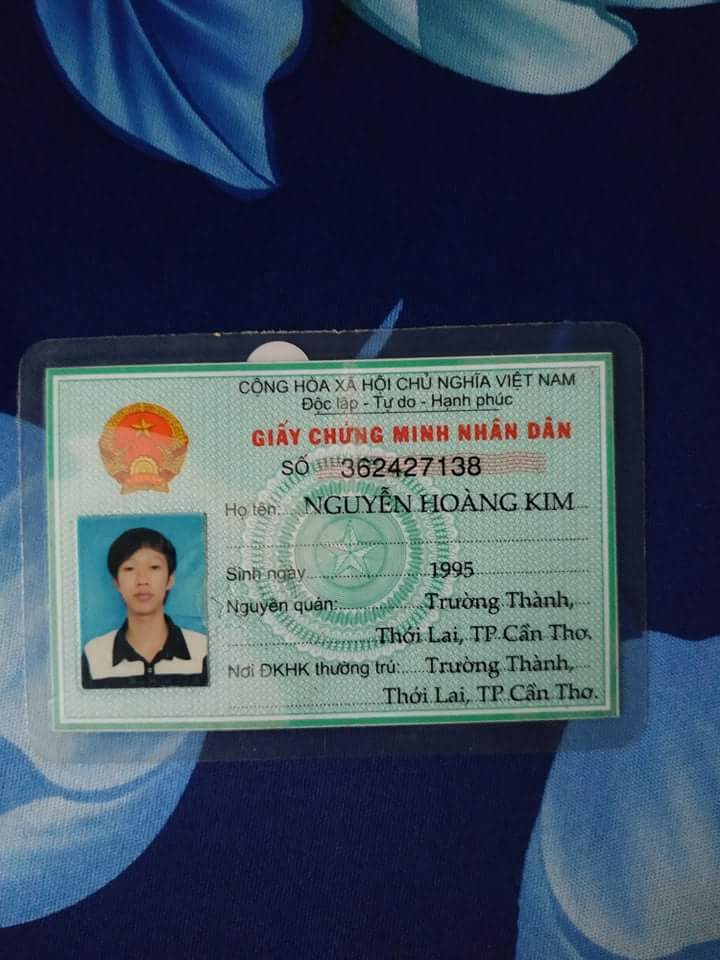 CỘNG HÒA XÃ HỘI CHỦ NGHĨA VIỆT NAM
Độc lập - Tự do - Hạnh phúc
GIẤY CHỨNG MINH NHÂN DÂN
SỐ 362427138
Họ tên: NGUYỄN HOÀNG KIM
Sinh ngày 1995
Nguyên quán: Trường Thành,
Thới Lai, TP Cần Thơ.
Nơi ĐKHK thường trú: Trường Thành,
Thới Lai, TP Cần Thơ.